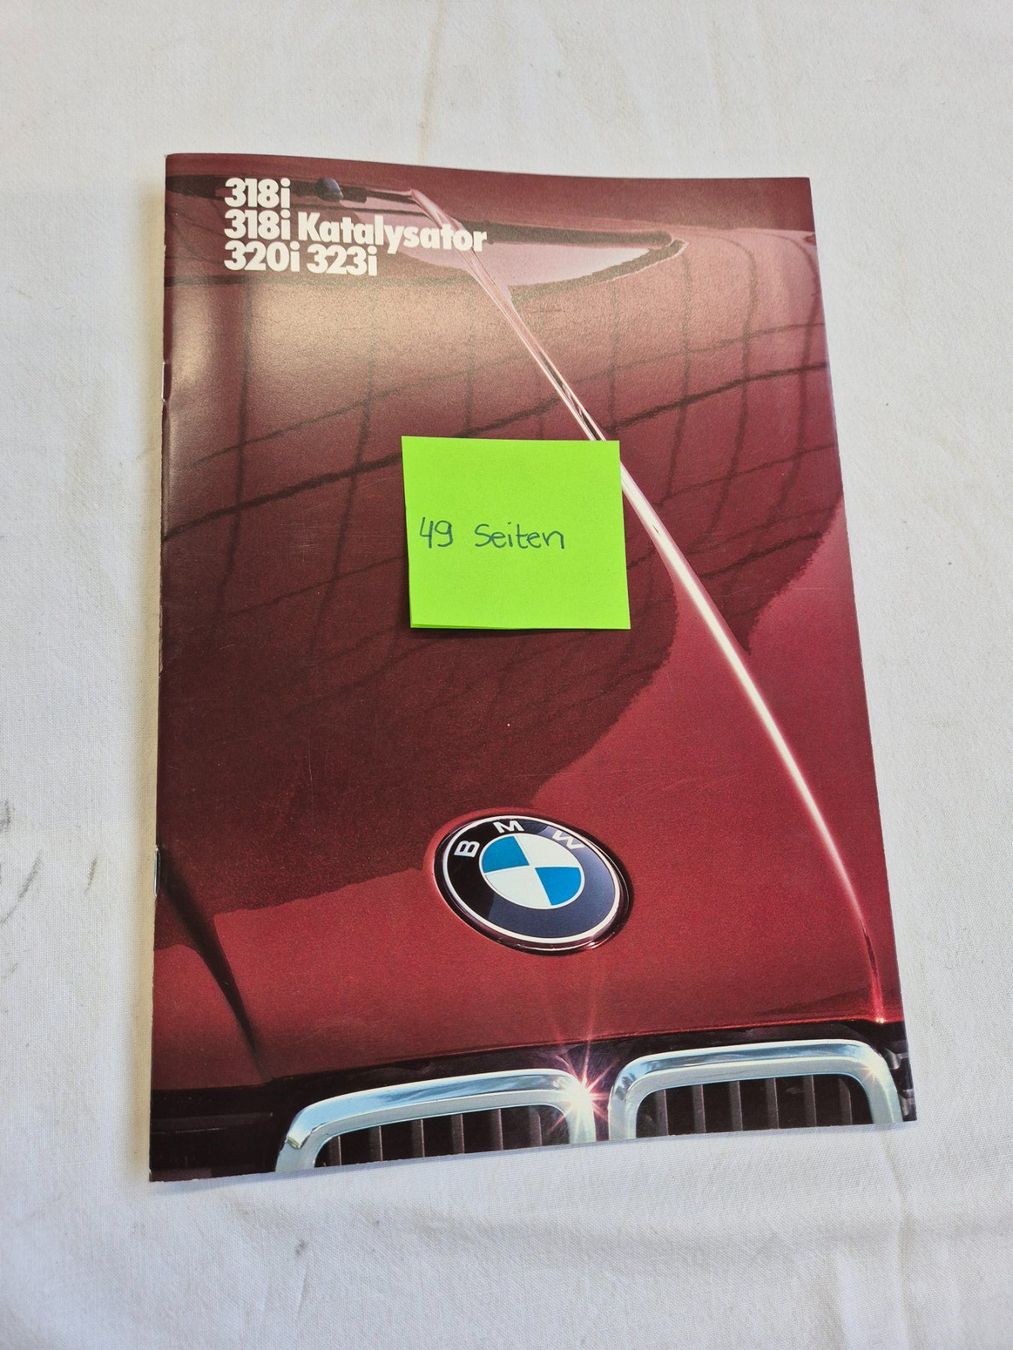 318i
318i Katalysator
320i 323i
49 Seiten
BMW